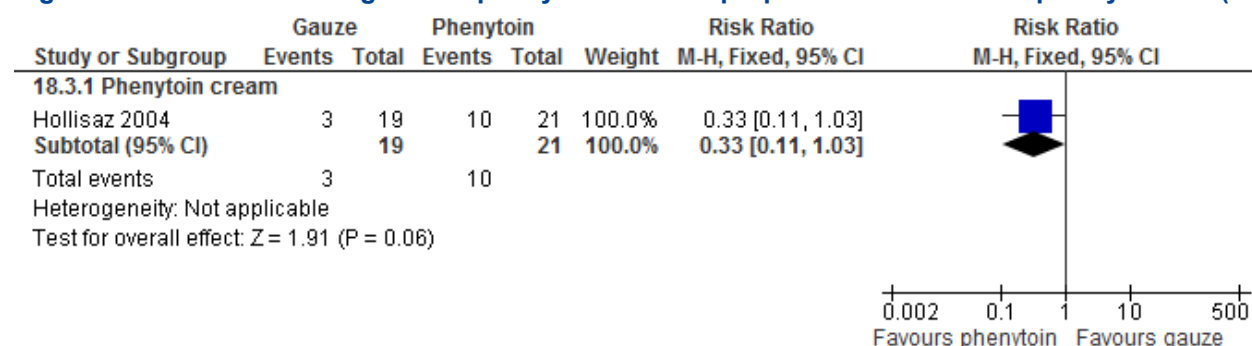 Gauze Phenytoin Risk Ratio Risk Ratio
Study or Subgroup Events Total Events Total Weight M-H, Fixed, 95% CI M-H, Fixed, 95% CI
18.3.1 Phenytoin cream
Hollisaz 2004 3 19 10 21 100.0% 0.33 [0.11, 1.03]
Subtotal (95% CI) 19 21 100.0% 0.33 [0.11, 1.03]
Total events 3 10
Heterogeneity: Not applicable
Test for overall effect: Z = 1.91 (P = 0.06)
0.002 0.1 1 10 500
Favours phenytoin Favours gauze